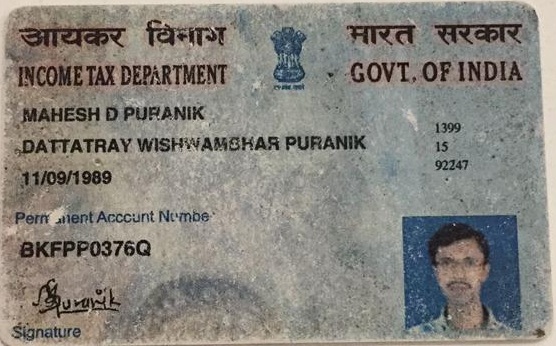 आयकर विभाग
भारत सरकार
INCOME TAX DEPARTMENT
GOVT. OF INDIA
MAHESH D PURANIK
DATTATRAY WISHWAMBHAR PURANIK
1399
15
92247
11/09/1989
Permanent Account Number
BKFPP0376Q
Signature